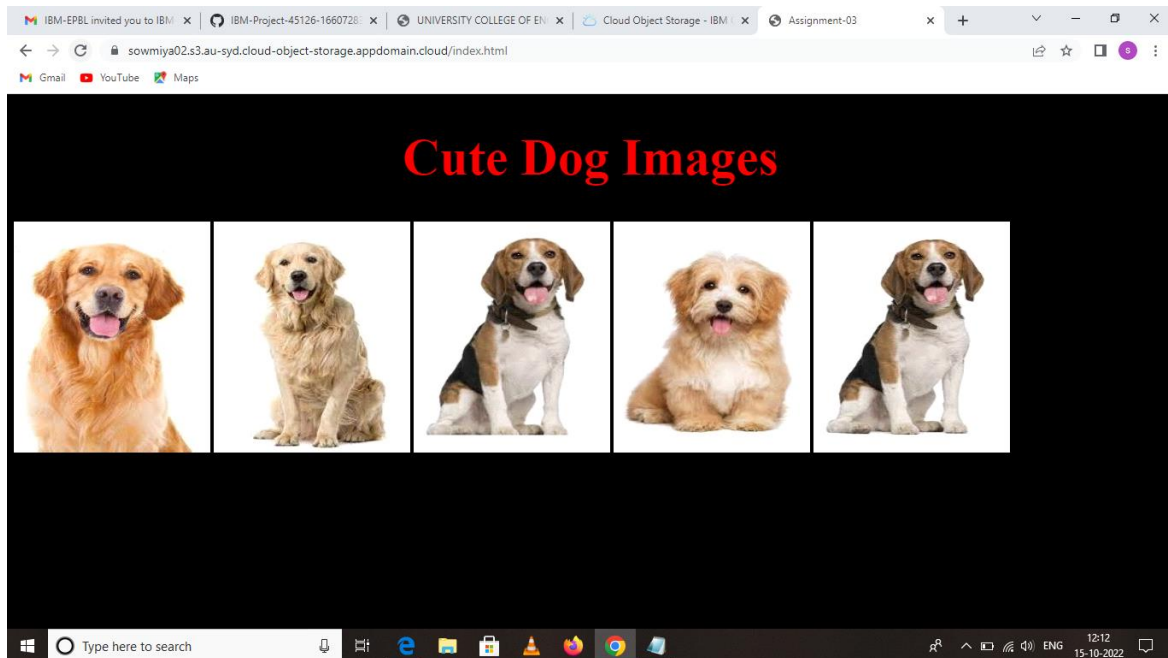 IBM-EPBL invited you to IBM
IBM-Project-45126-1660728
UNIVERSITY COLLEGE OF EN
Cloud Object Storage - IBM
Assignment-03
sowmiya02.s3.au-syd.cloud-object-storage.appdomain.cloud/index.html
s
Gmail
YouTube
Maps
Cute Dog Images
Type here to search
ENG
12:12
15-10-2022